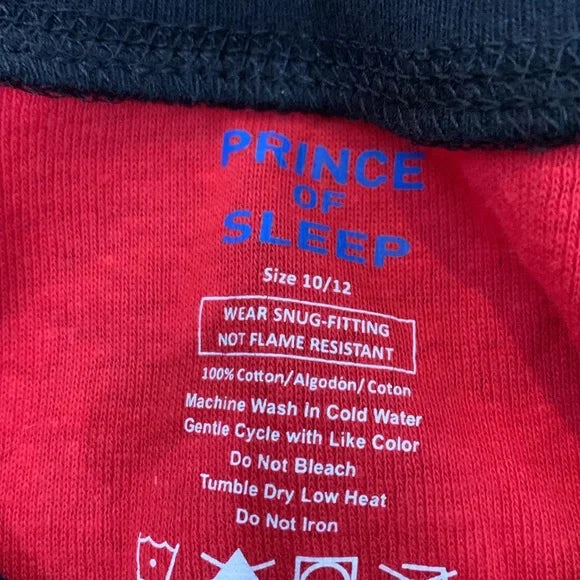 PRINCE
OF
SLEEP
Size 10/12
WEAR SNUG-FITTING
NOT FLAME RESISTANT
100% Cotton/Algodón/Coton
Machine Wash In Cold Water
Gentle Cycle with Like Color
Do Not Bleach
Tumble Dry Low Heat
Do Not Iron